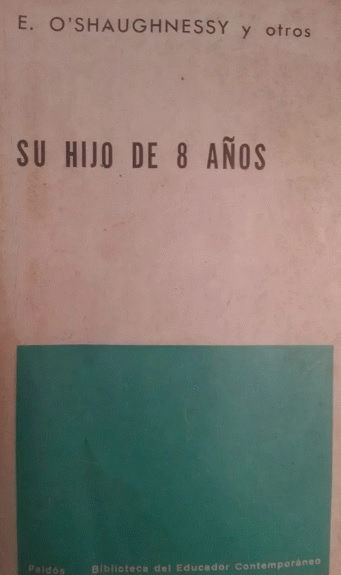 E. O'SHAUGHNESSY y otros
SU HIJO DE 8 AÑOS
Paidós Biblioteca del Educador Contemporáneo